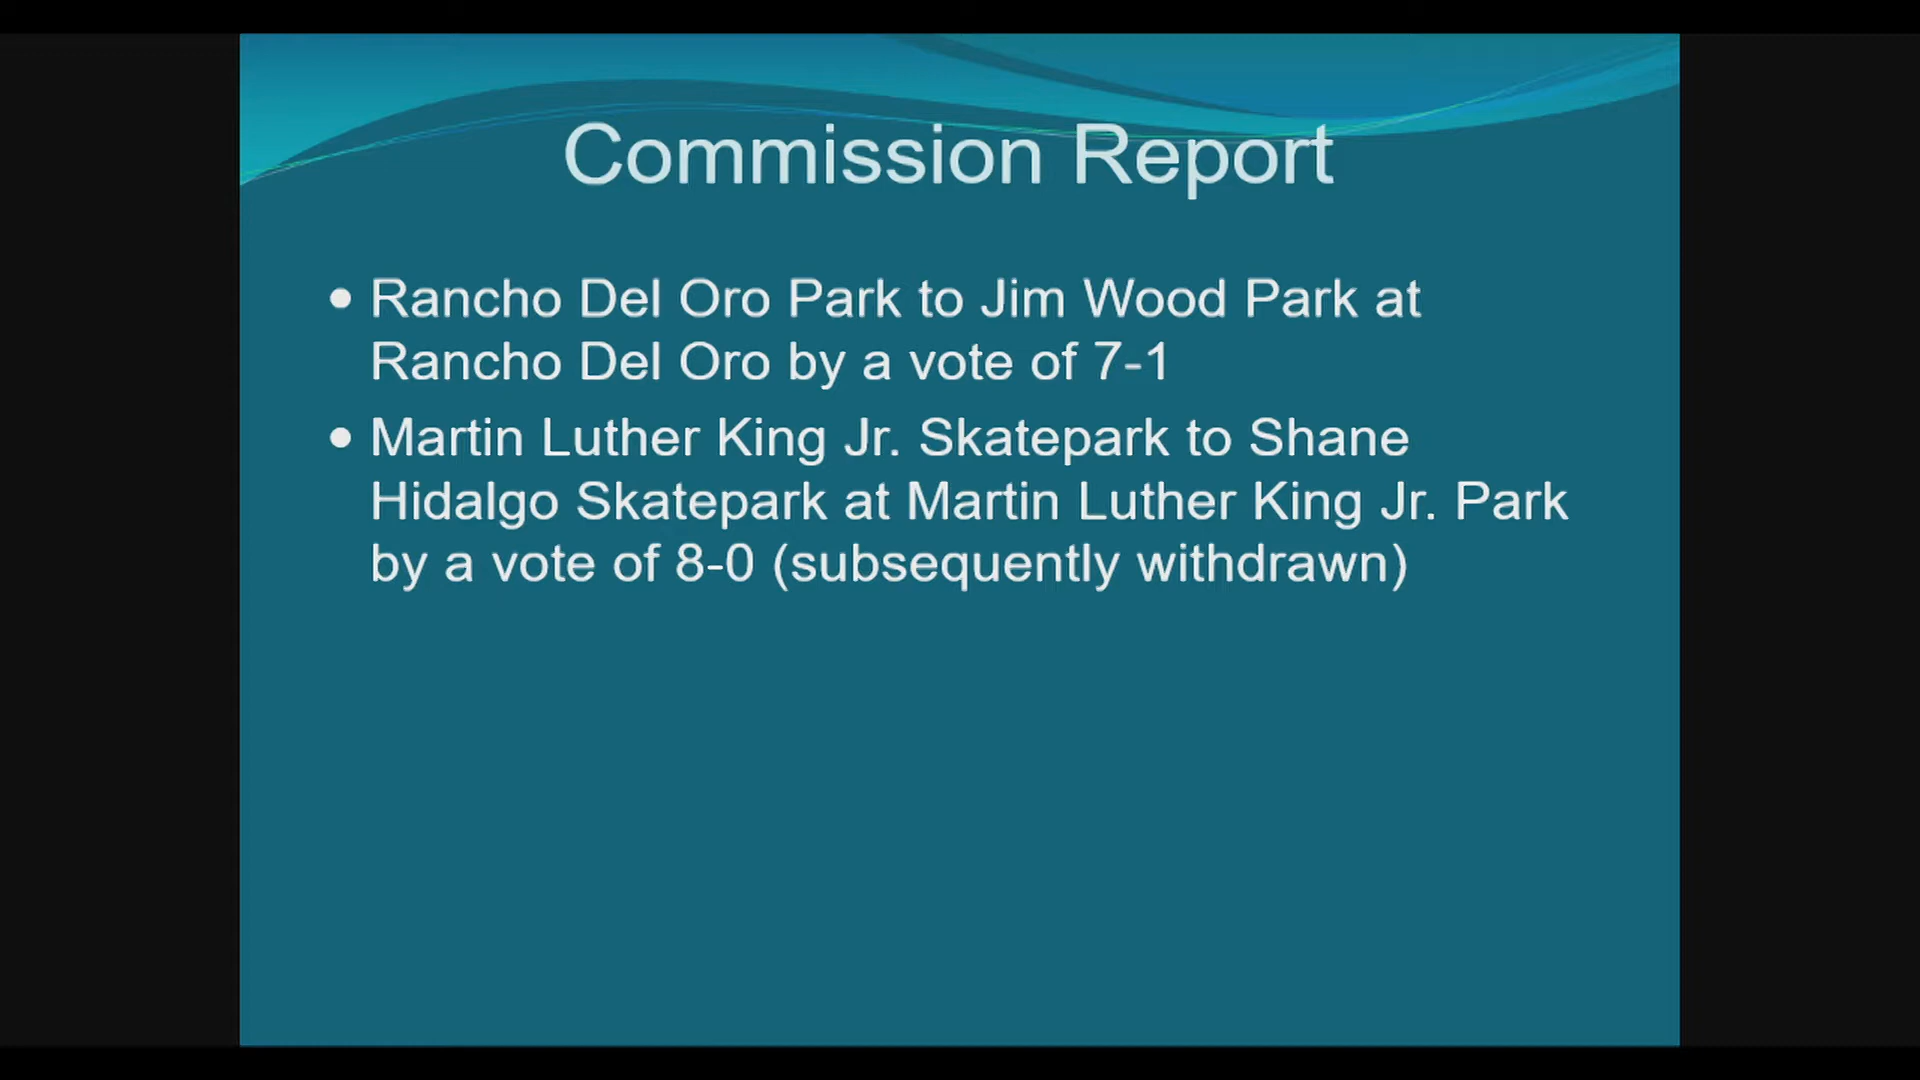 Commission Report
• Rancho Del Oro Park to Jim Wood Park at
Rancho Del Oro by a vote of 7-1
• Martin Luther King Jr. Skatepark to Shane
Hidalgo Skatepark at Martin Luther King Jr. Park
by a vote of 8-0 (subsequently withdrawn)